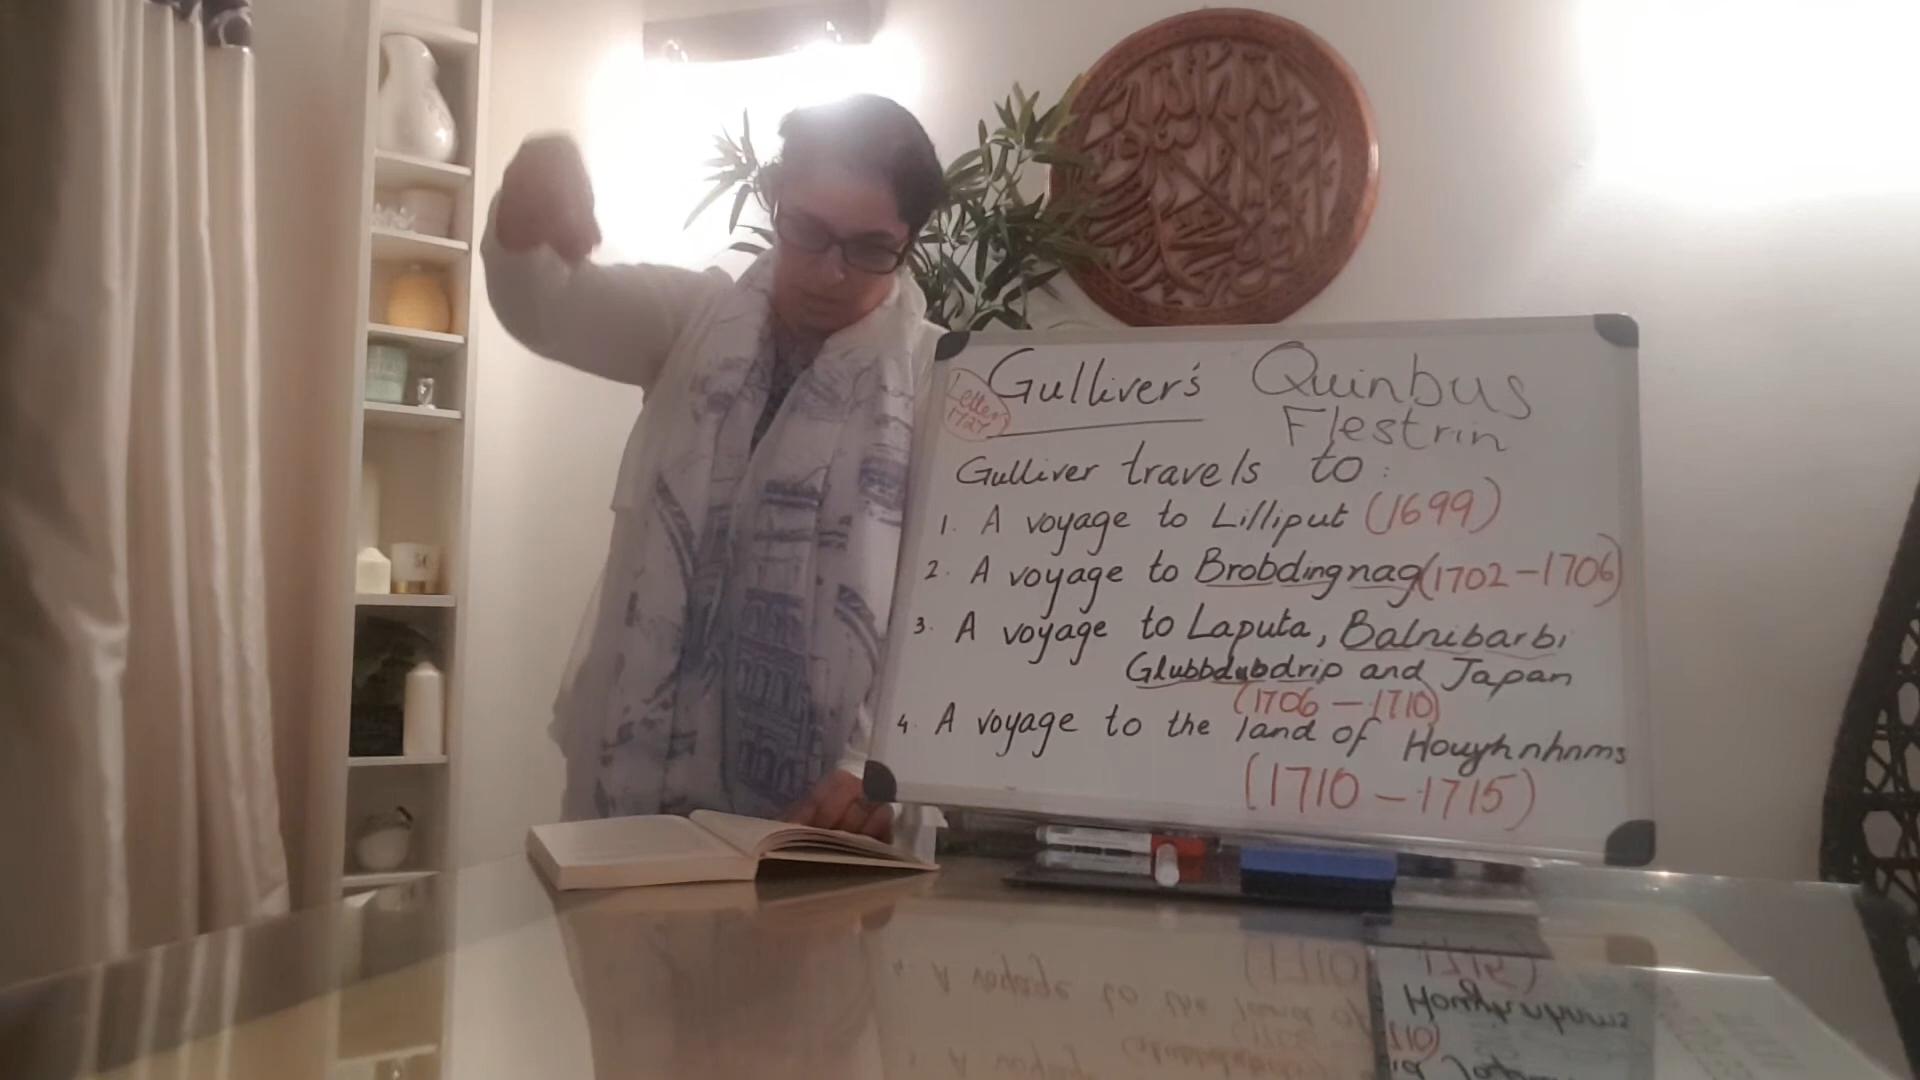 Gulliver's Quinbus
Flestrin
Letter
1727
Gulliver travels to:
1. A voyage to Lilliput (1699)
2. A voyage to Brobdingnag (1702-1706)
3. A voyage to Laputa, Balnibarbi
Glubbdubdrip and Japan
(1706-1710)
4. A voyage to the land of Houyhnhnms
(1710-1715)